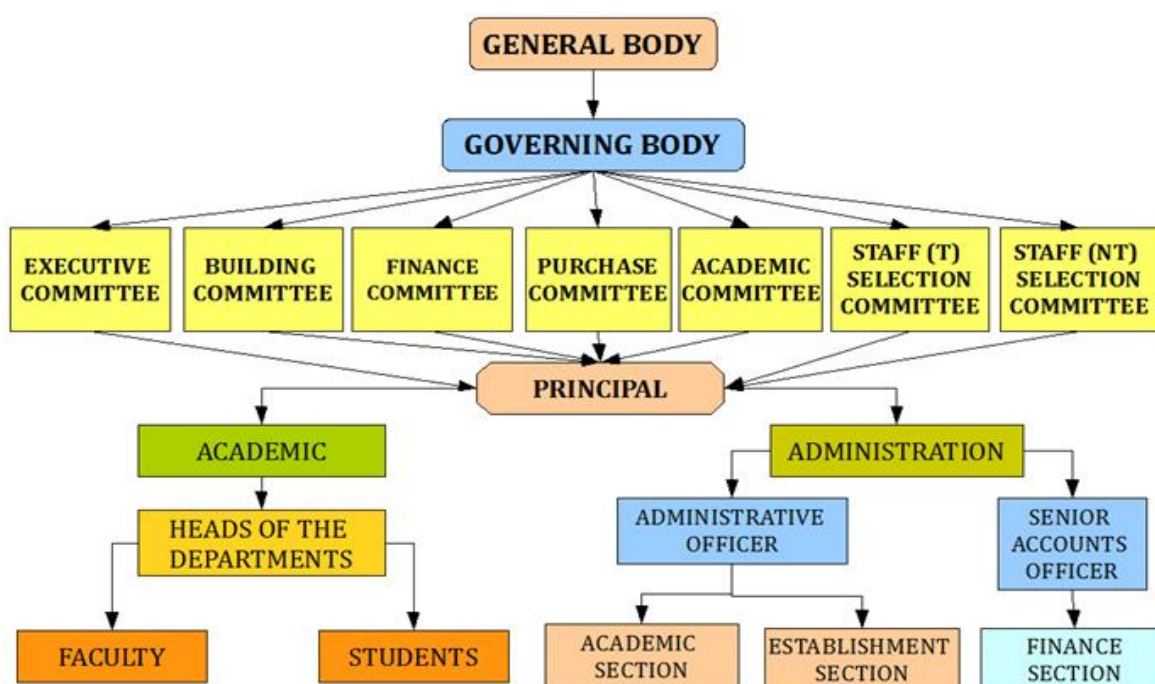 GENERAL BODY
GOVERNING BODY
EXECUTIVE
COMMITTEE
BUILDING
COMMITTEE
FINANCE
COMMITTEE
PURCHASE
COMMITTEE
ACADEMIC
COMMITTEE
STAFF (T)
SELECTION
COMMITTEE
STAFF (NT)
SELECTION
COMMITTEE
PRINCIPAL
ACADEMIC
ADMINISTRATION
HEADS OF THE
DEPARTMENTS
ADMINISTRATIVE
OFFICER
SENIOR
ACCOUNTS
OFFICER
FACULTY
STUDENTS
ACADEMIC
SECTION
ESTABLISHMENT
SECTION
FINANCE
SECTION